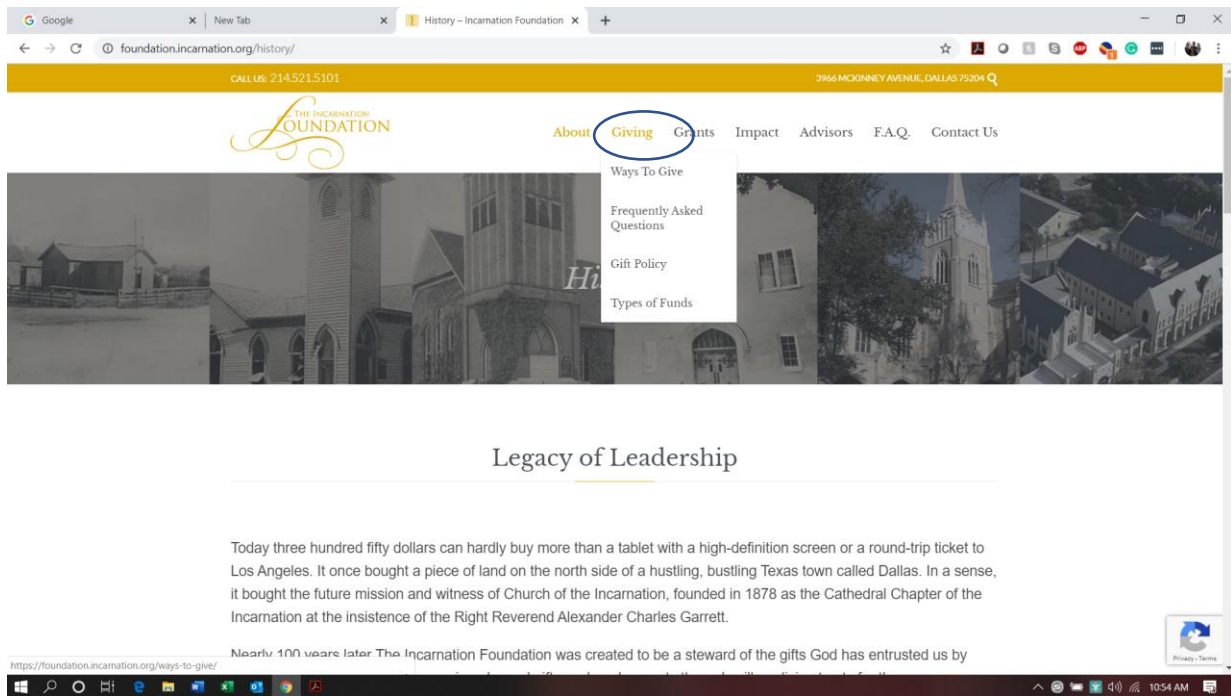 Google
New Tab
History – Incarnation Foundation
foundation.incarnation.org/history/
CALL US: 214.521.5101
3966 MCKINNEY AVENUE, DALLAS 75204
THE INCARNATION
FOUNDATION
About Giving Grants Impact Advisors F.A.Q. Contact Us
Ways To Give
Frequently Asked
Questions
Gift Policy
Types of Funds
Hi
Legacy of Leadership
Today three hundred fifty dollars can hardly buy more than a tablet with a high-definition screen or a round-trip ticket to
Los Angeles. It once bought a piece of land on the north side of a hustling, bustling Texas town called Dallas. In a sense,
it bought the future mission and witness of Church of the Incarnation, founded in 1878 as the Cathedral Chapter of the
Incarnation at the insistence of the Right Reverend Alexander Charles Garrett.
Nearly 100 years later The Incarnation Foundation was created to be a steward of the gifts God has entrusted us by
Privacy - Terms
https://foundation.incarnation.org/ways-to-give/
10:54 AM